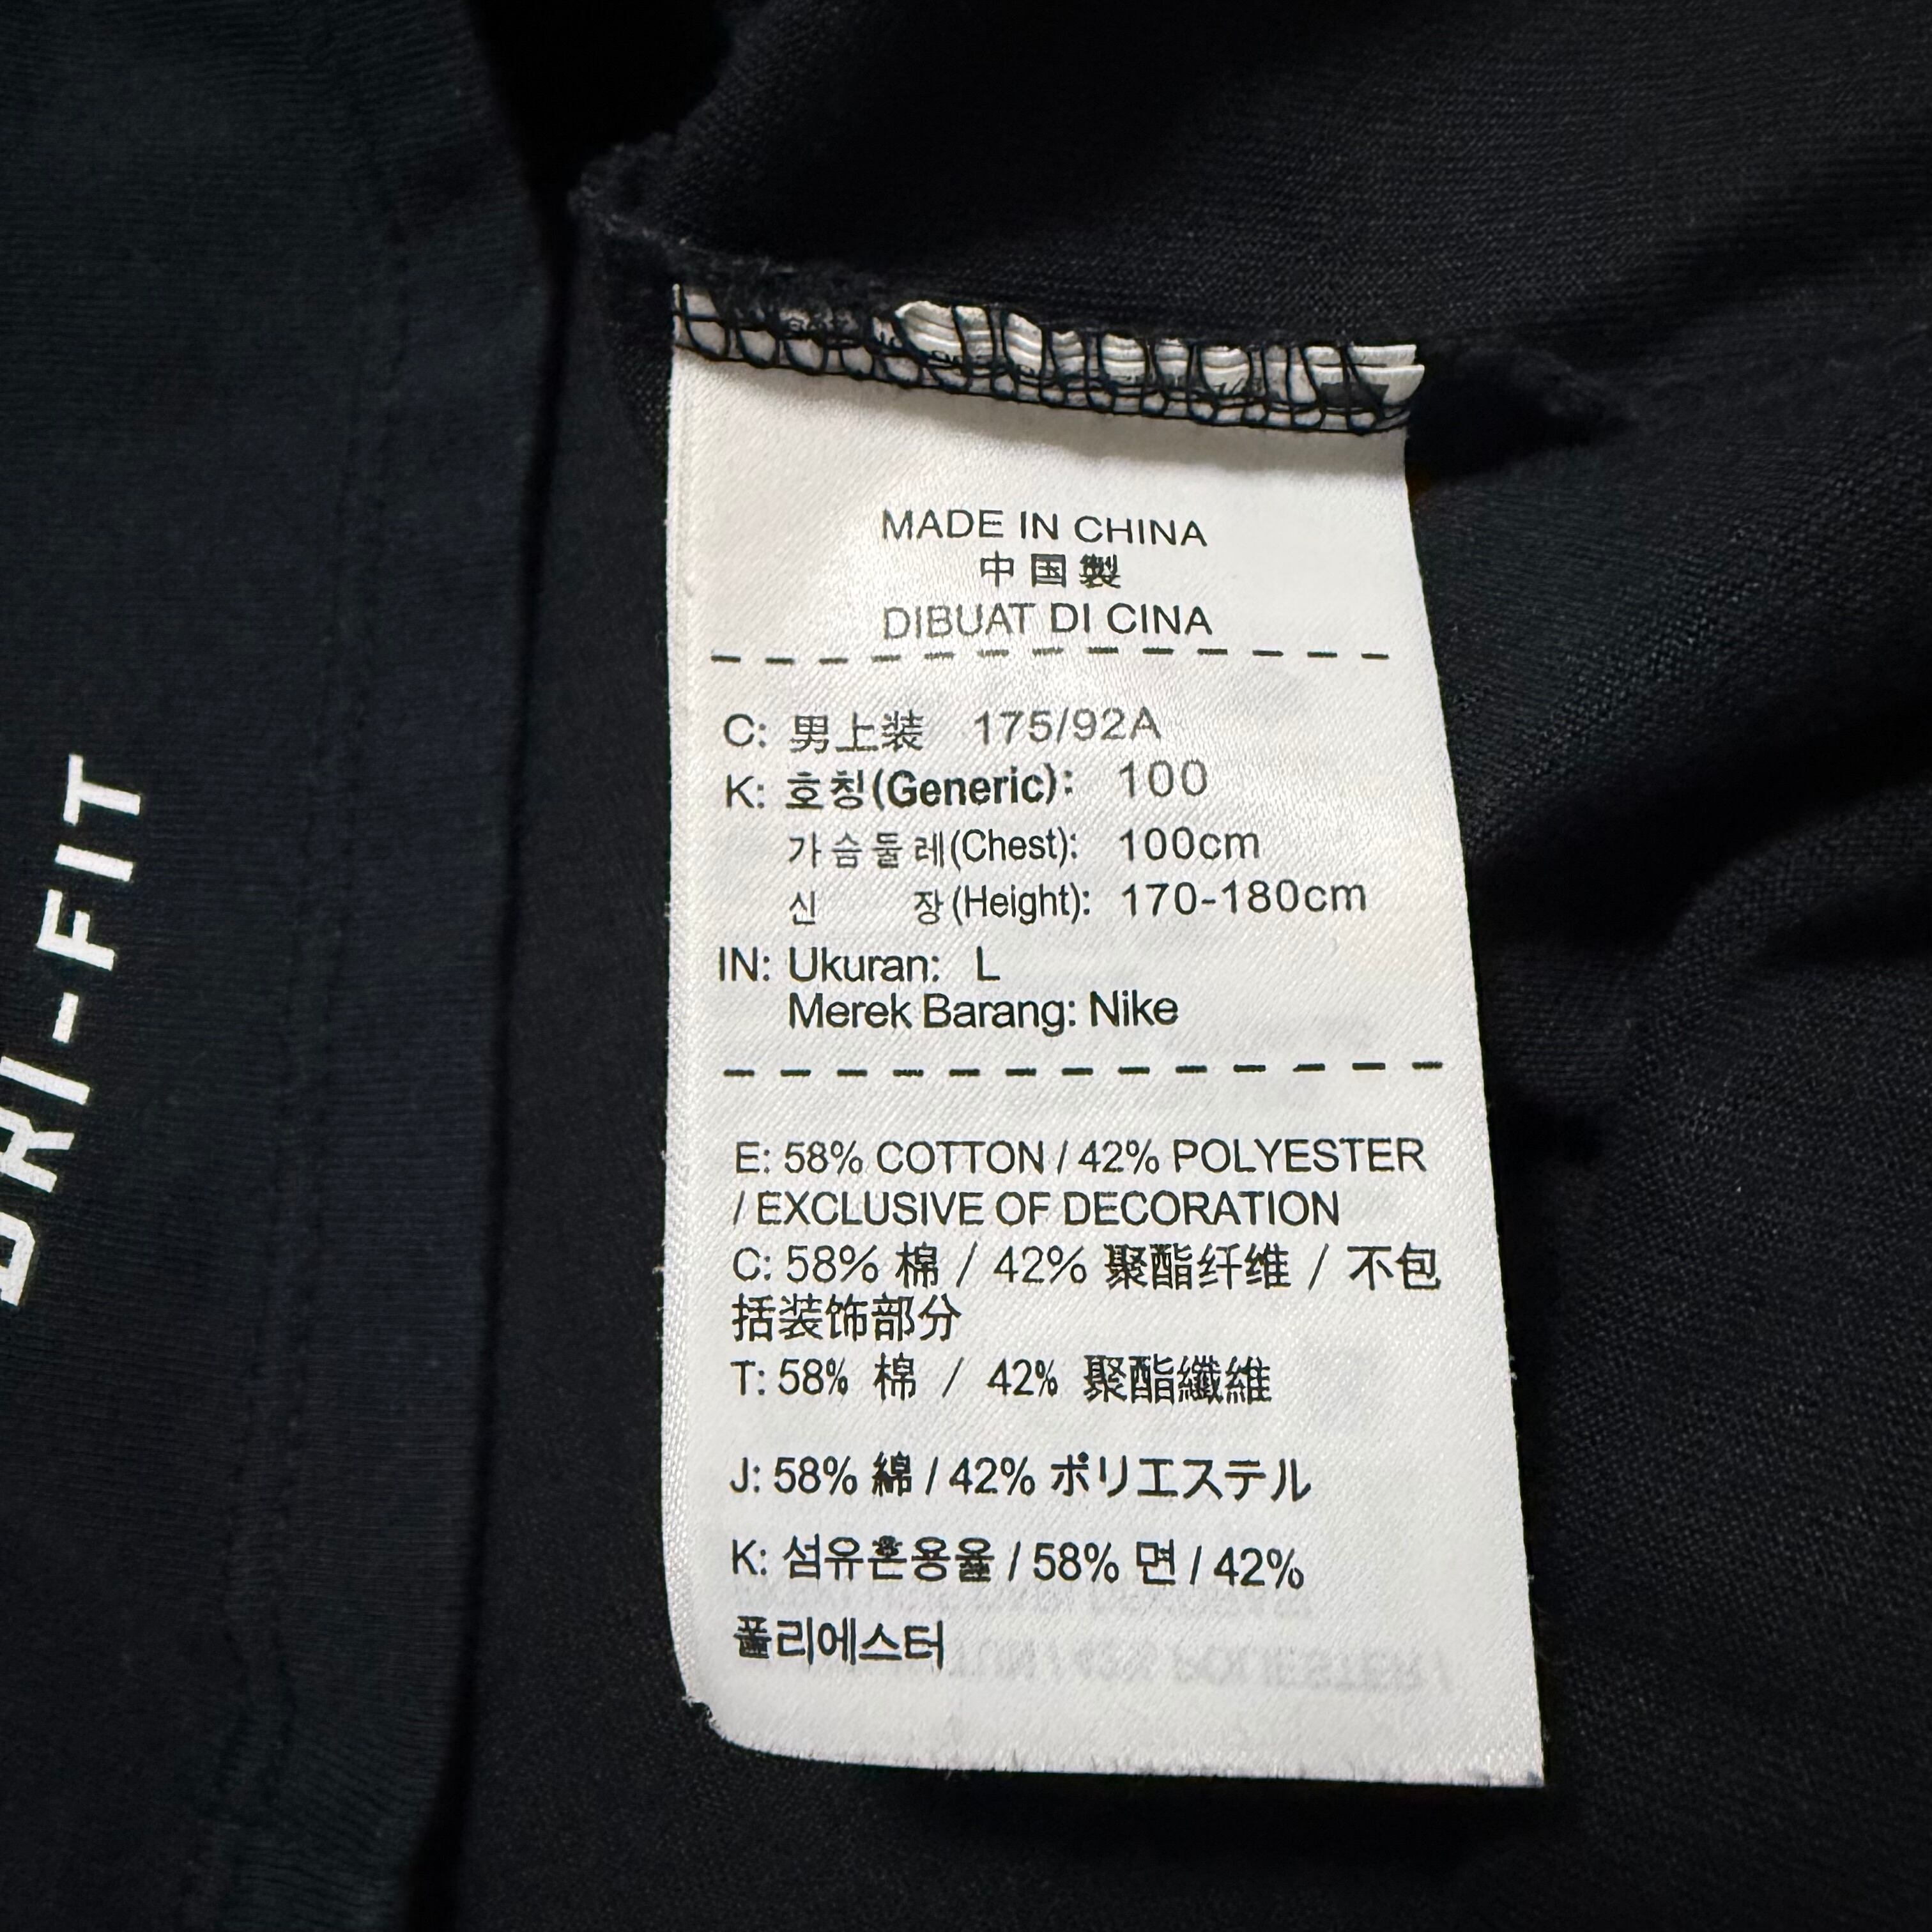 DRI-FIT
MADE IN CHINA
中国製
DIBUAT DI CINA
C: 男上装 175/92A
K: 호칭(Generic): 100
가슴둘레(Chest): 100cm
신 장(Height): 170-180cm
IN: Ukuran: L
Merek Barang: Nike
E: 58% COTTON / 42% POLYESTER
/ EXCLUSIVE OF DECORATION
C: 58% 棉 / 42% 聚酯纤维 / 不包
括装饰部分
T: 58% 棉 / 42% 聚酯纖維
J: 58% 綿 / 42% ポリエステル
K: 섬유혼용율 / 58% 면 / 42%
폴리에스터